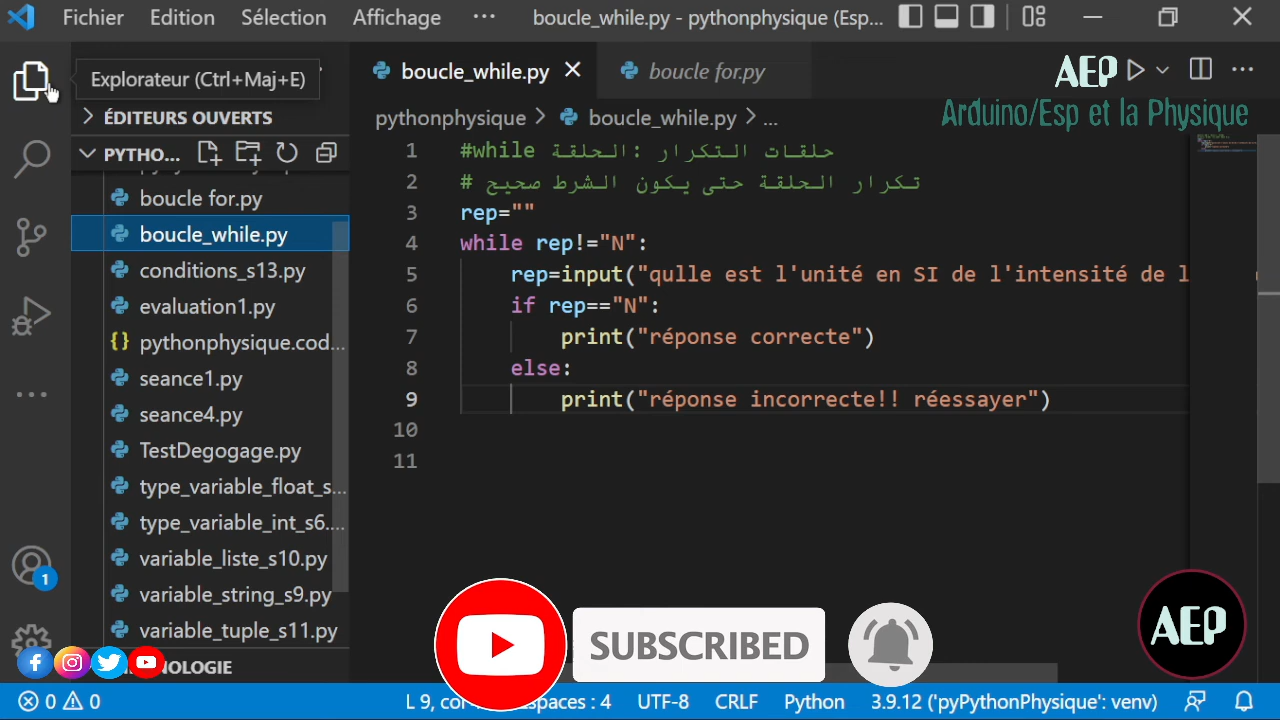 Fichier Edition Sélection Affichage ··· boucle_while.py - pythonphysique (Esp...
Explorateur (Ctrl+Maj+E)
ÉDITEURS OUVERTS
PYTHO...
boucle for.py
boucle_while.py
conditions_s13.py
evaluation1.py
{} pythonphysique.cod...
seance1.py
seance4.py
TestDegogage.py
type_variable_float_s...
type_variable_int_s6....
variable_liste_s10.py
variable_string_s9.py
variable_tuple_s11.py
1
boucle_while.py boucle for.py
AEP
Arduino/Esp et la Physique
pythonphysique > boucle_while.py > ...
1 #while حلقات التكرار :الحلقة
2 # تكرار الحلقة حتى يكون الشرط صحيح
3 rep=""
4 while rep!="N":
5 rep=input("qulle est l'unité en SI de l'intensité de l
6 if rep=="N":
7 print("réponse correcte")
8 else:
9 print("réponse incorrecte!! réessayer")
10
11
SUBSCRIBED
AEP
0 0 L 9, spaces : 4 UTF-8 CRLF Python 3.9.12 ('pyPythonPhysique': venv)